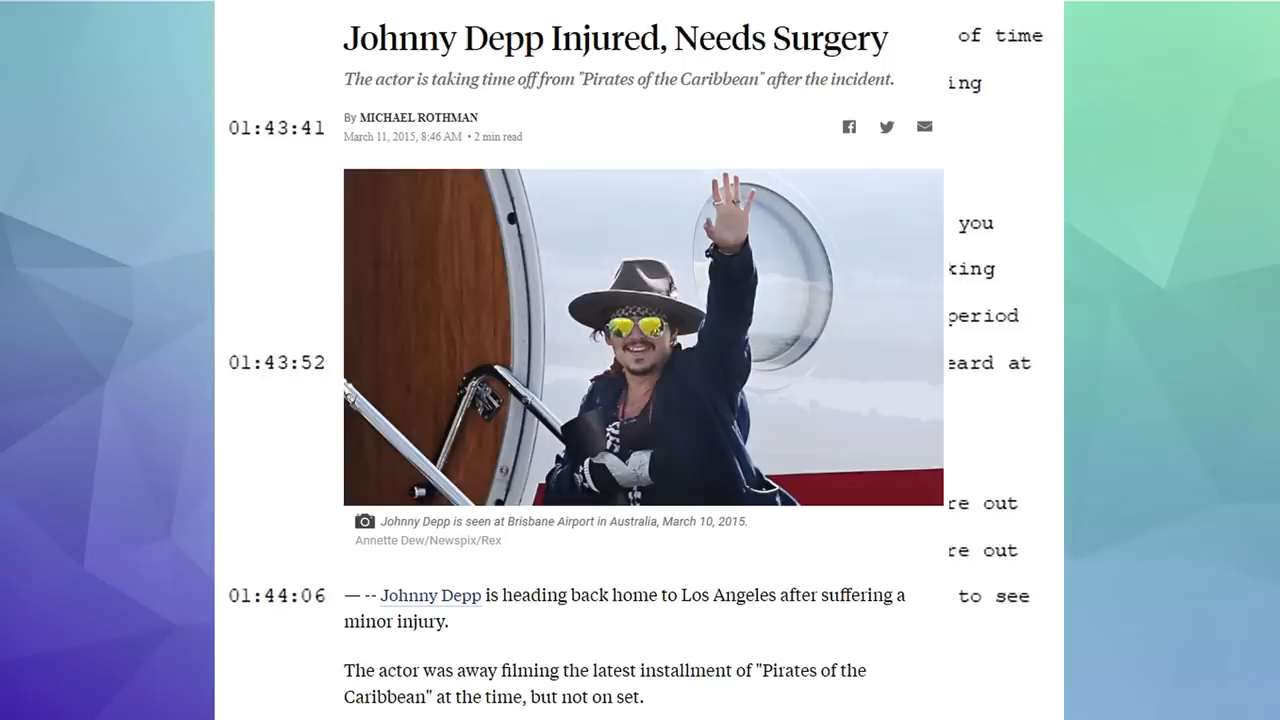 Johnny Depp Injured, Needs Surgery
of time
The actor is taking time off from "Pirates of the Caribbean" after the incident.
ing
By MICHAEL ROTHMAN
01:43:41
March 11, 2015, 8:46 AM • 2 min read
you
king
period
01:43:52
eard at
re out
Johnny Depp is seen at Brisbane Airport in Australia, March 10, 2015.
Annette Dew/Newspix/Rex
re out
01:44:06
— -- Johnny Depp is heading back home to Los Angeles after suffering a
to see
minor injury.
The actor was away filming the latest installment of "Pirates of the
Caribbean" at the time, but not on set.